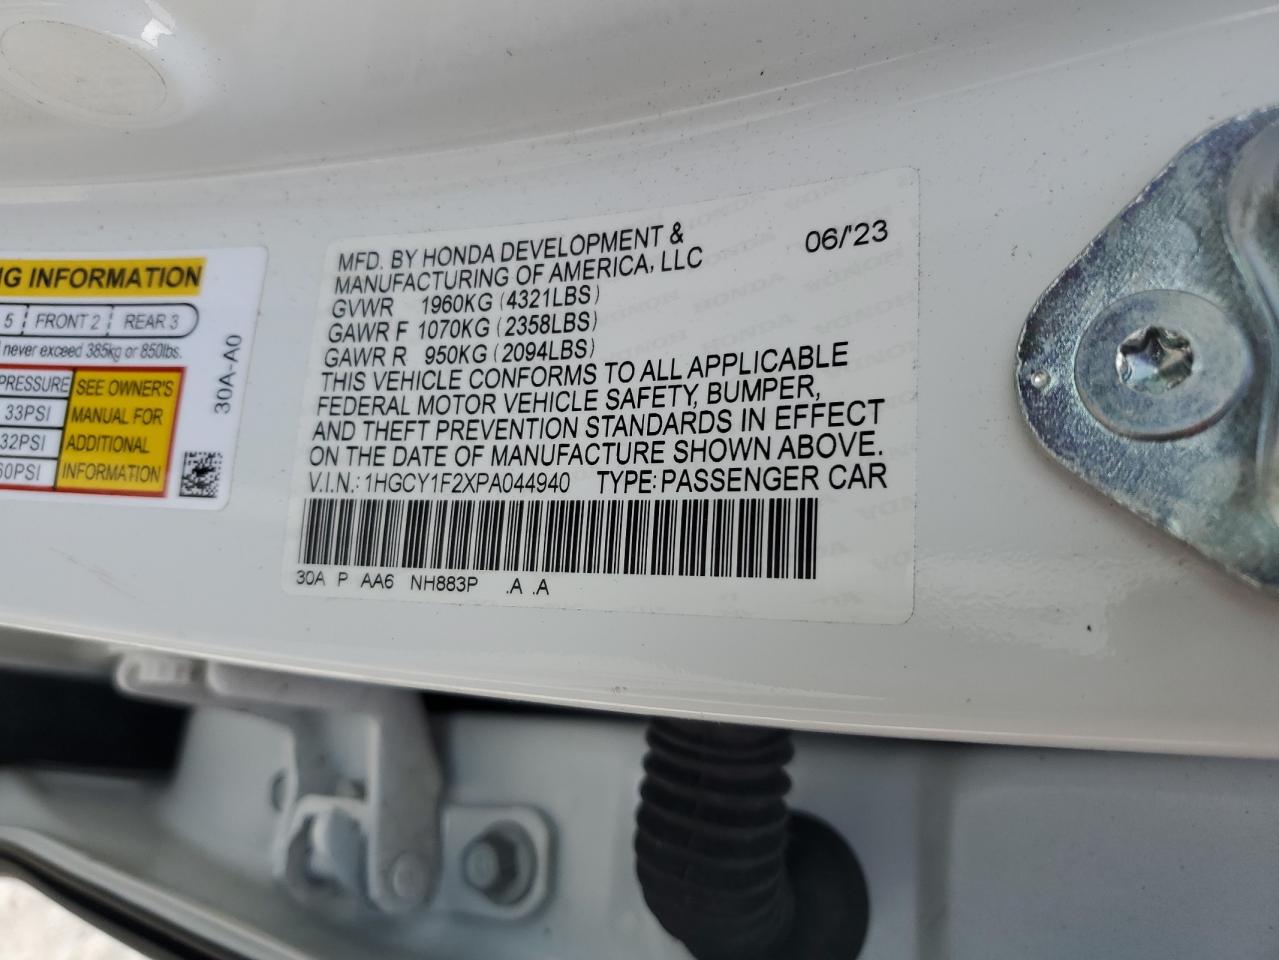 NG INFORMATION
5 FRONT 2 REAR 3
never exceed 385kg or 850lbs.
PRESSURE
33PSI
32PSI
60PSI
SEE OWNER'S
MANUAL FOR
ADDITIONAL
INFORMATION
30A-A0
MFD. BY HONDA DEVELOPMENT & 06/'23
MANUFACTURING OF AMERICA, LLC
GVWR 1960KG (4321LBS)
GAWR F 1070KG (2358LBS)
GAWR R 950KG (2094LBS)
THIS VEHICLE CONFORMS TO ALL APPLICABLE
FEDERAL MOTOR VEHICLE SAFETY, BUMPER,
AND THEFT PREVENTION STANDARDS IN EFFECT
ON THE DATE OF MANUFACTURE SHOWN ABOVE.
V.I.N.: 1HGCY1F2XPA044940 TYPE: PASSENGER CAR
30A P AA6 NH883P .A .A